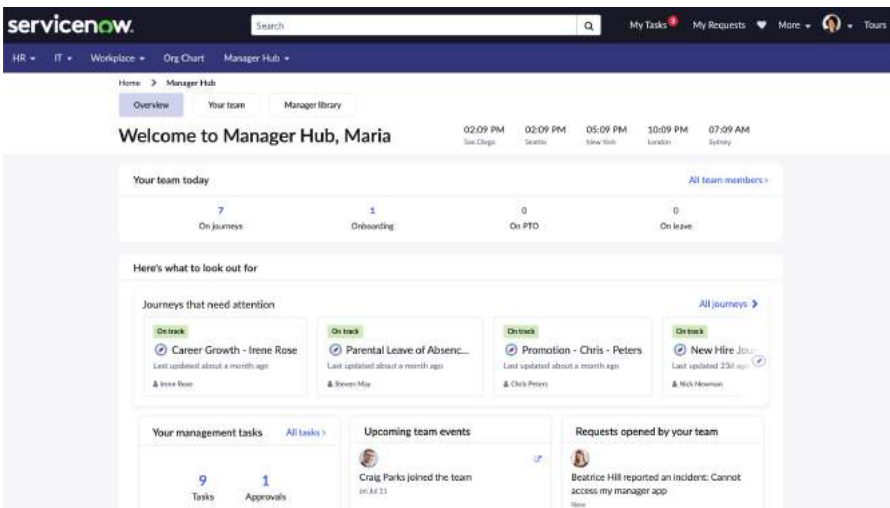 servicenow.
Search
My Tasks 3
My Requests
More
Tours
HR
IT
Workplace
Org Chart
Manager Hub
Home > Manager Hub
Overview
Your team
Manager library
Welcome to Manager Hub, Maria
02:09 PM
San Diego
02:09 PM
Seattle
05:09 PM
New York
10:09 PM
London
07:09 AM
Sydney
Your team today
All team members >
7
On journeys
1
Onboarding
0
On PTO
0
On leave
Here's what to look out for
Journeys that need attention
All journeys >
On track
Career Growth - Irene Rose
Last updated about a month ago
Irene Rose
On track
Parental Leave of Absenc...
Last updated about a month ago
Steven May
On track
Promotion - Chris - Peters
Last updated about a month ago
Chris Peters
On track
New Hire
Last updated 23d
Nick Newman
Your management tasks
All tasks >
9
Tasks
1
Approvals
Upcoming team events
Craig Parks joined the team
on Jul 11
Requests opened by your team
Beatrice Hill reported an incident: Cannot
access my manager app
New